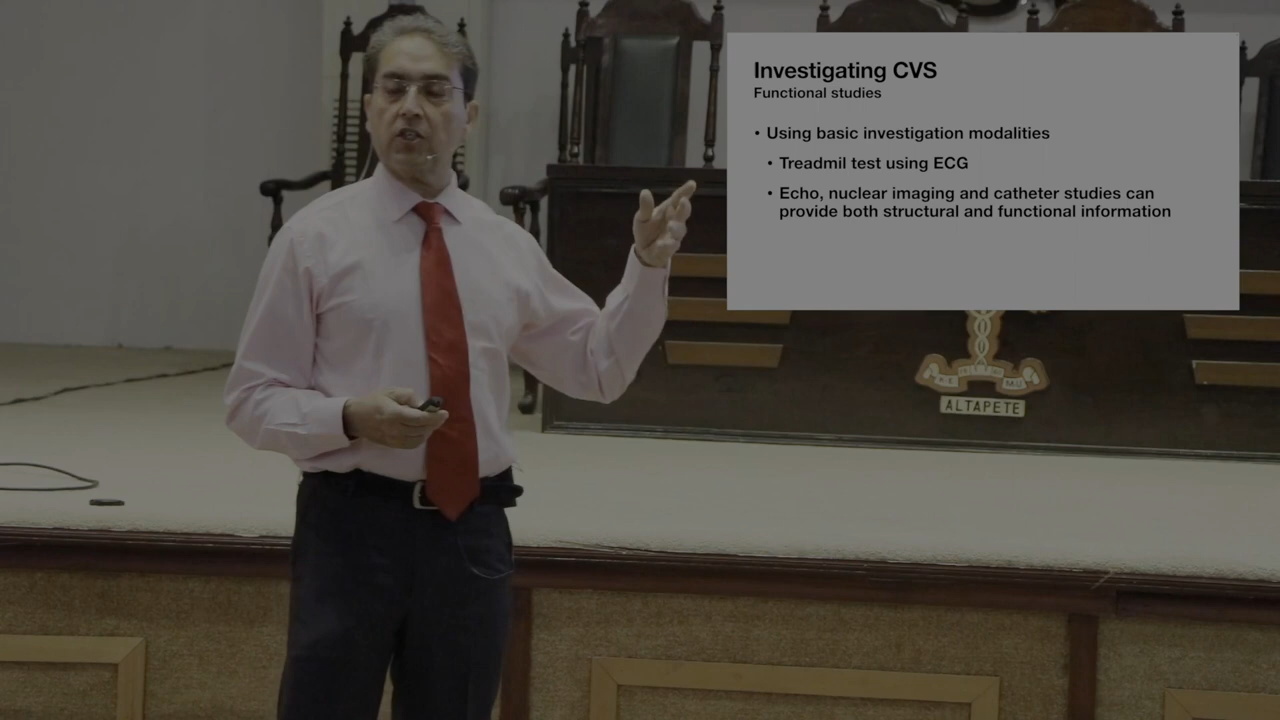 Investigating CVS
Functional studies
• Using basic investigation modalities
• Treadmil test using ECG
• Echo, nuclear imaging and catheter studies can
provide both structural and functional information
ALTAPETE